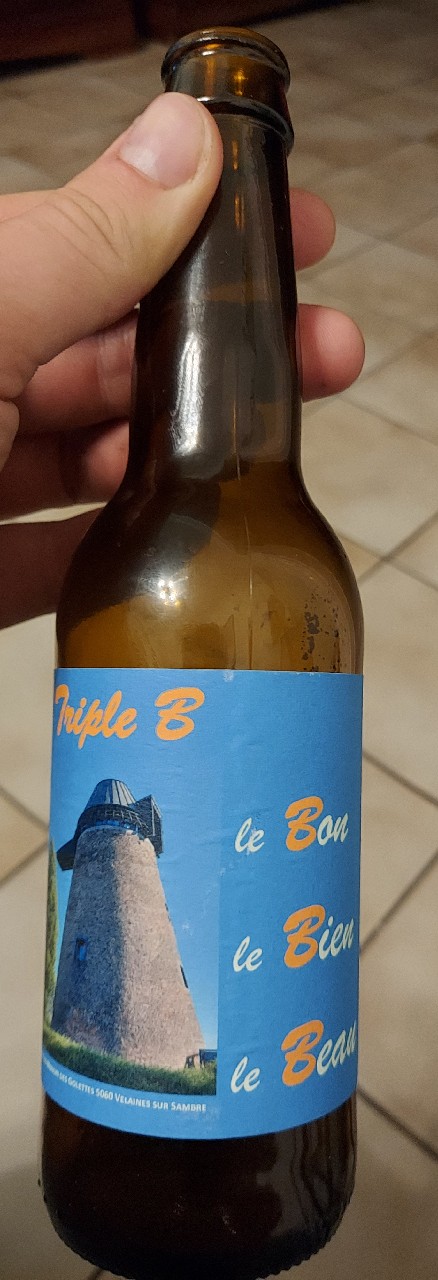 Triple B
le Bon
le Bien
le Beau
des Golettes 5060 Velaines sur Sambre